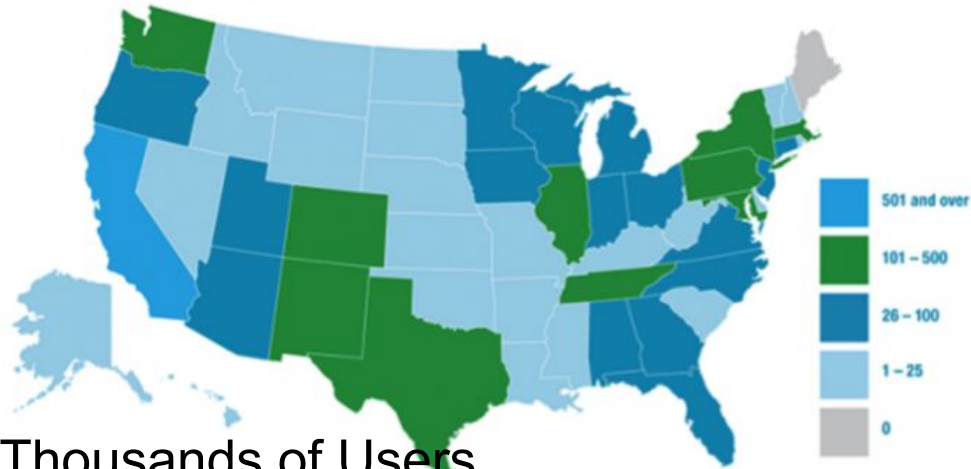 501 and over
101 – 500
26 – 100
1 – 25
0
Thousands of Users